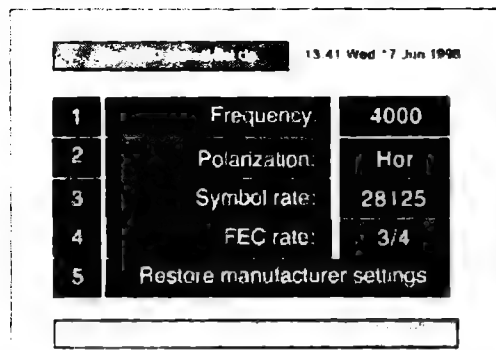 13:41 Wed 17 Jun 1998
1 Frequency: 4000
2 Polarization: Hor
3 Symbol rate: 28125
4 FEC rate: 3/4
5 Restore manufacturer settings